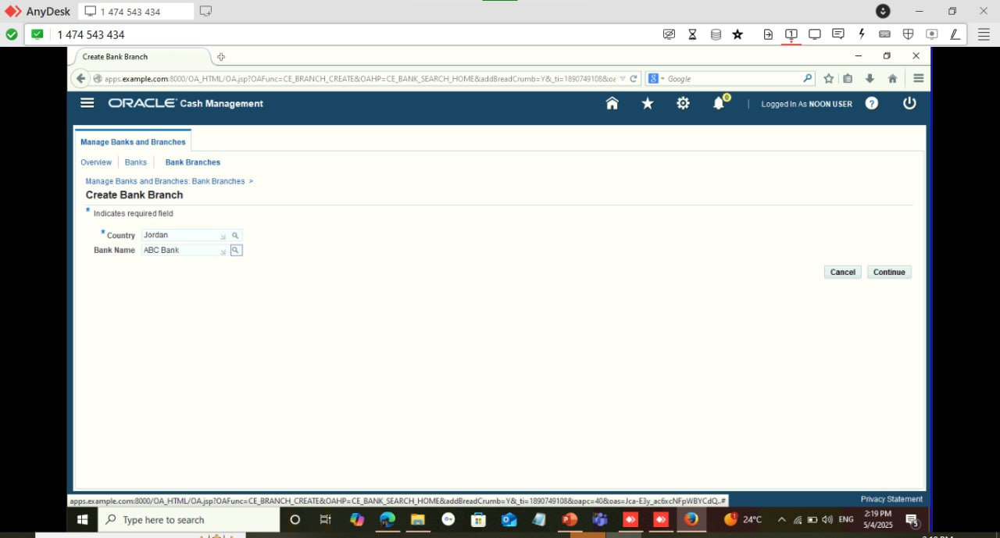 AnyDesk 1 474 543 434
1 474 543 434
Create Bank Branch
apps.example.com:8000/OA_HTML/OA.jsp?OAFunc=CE_BRANCH_CREATE&OAHP=CE_BANK_SEARCH_HOME&addBreadCrumb=Y&_ti=1890749108&oa
Google
ORACLE Cash Management
0
Logged In As NOON USER
Manage Banks and Branches
Overview Banks Bank Branches
Manage Banks and Branches: Bank Branches >
Create Bank Branch
* Indicates required field
* Country Jordan
Bank Name ABC Bank
Cancel Continue
apps.example.com:8000/OA_HTML/OA.jsp?OAFunc=CE_BRANCH_CREATE&OAHP=CE_BANK_SEARCH_HOME&addBreadCrumb=Y&_ti=1890749108&oapc=40&oas=Jca-E3y_ac6xcNFpWBYCdQ..#
Privacy Statement
Type here to search
24°C
ENG
2:19 PM
5/4/2025
5